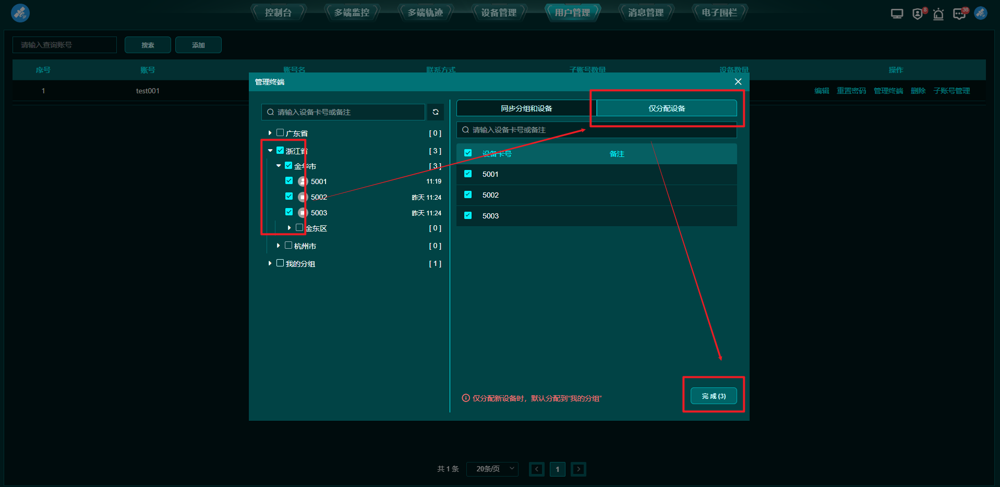 控制台 多端监控 多端轨迹 设备管理 用户管理 消息管理 电子围栏
8
36
请输入查询账号 搜索 添加
序号 账号 账号名 联系方式 子账号数量 设备数量 操作
1 test001 编辑 重置密码 管理终端 删除 子账号管理
管理终端
请输入设备卡号或备注
广东省 [ 0 ]
浙江省 [ 3 ]
金华市 [ 3 ]
5001 11:19
5002 昨天 11:24
5003 昨天 11:24
金东区 [ 0 ]
杭州市 [ 0 ]
我的分组 [ 1 ]
同步分组和设备 仅分配设备
请输入设备卡号或备注
设备卡号 备注
5001
5002
5003
仅分配新设备时，默认分配到“我的分组”
完 成 (3)
共 1 条 20条/页 1